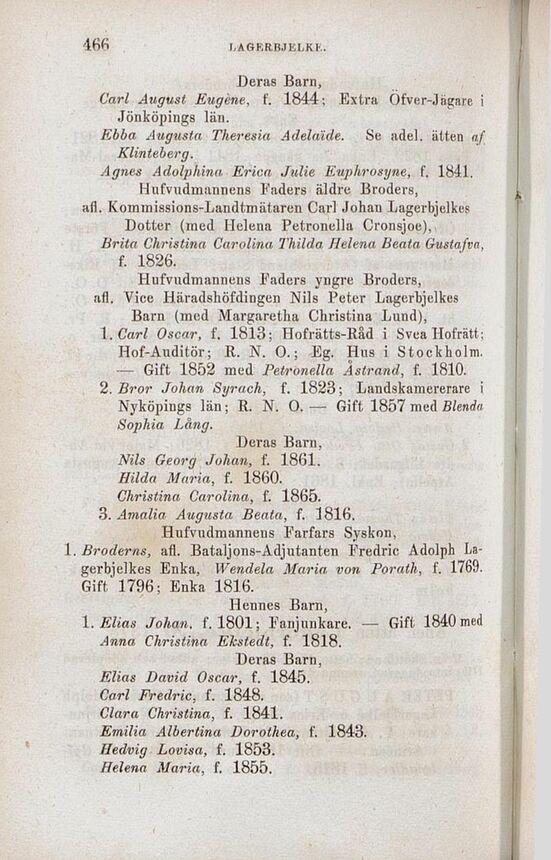 466 LAGERBJELKE.
Deras Barn,
Carl August Eugène, f. 1844; Extra Öfver-Jägare i
Jönköpings län.
Ebba Augusta Theresia Adelaïde. Se adel. ätten af
Klinteberg.
Agnes Adolphina Erica Julie Euphrosyne, f. 1841.
Hufvudmannens Faders äldre Broders,
afl. Kommissions-Landtmätaren Carl Johan Lagerbjelkes
Dotter (med Helena Petronella Cronsjoe),
Brita Christina Carolina Thilda Helena Beata Gustafva,
f. 1826.
Hufvudmannens Faders yngre Broders,
afl. Vice Häradshöfdingen Nils Peter Lagerbjelkes
Barn (med Margaretha Christina Lund),
1. Carl Oscar, f. 1813; Hofrätts-Råd i Svea Hofrätt;
Hof-Auditör; R. N. O.; Eg. Hus i Stockholm.
— Gift 1852 med Petronella Åstrand, f. 1810.
2. Bror Johan Syrach, f. 1823; Landskamererare i
Nyköpings län; R. N. O. — Gift 1857 med Blenda
Sophia Lång.
Deras Barn,
Nils Georg Johan, f. 1861.
Hilda Maria, f. 1860.
Christina Carolina, f. 1865.
3. Amalia Augusta Beata, f. 1816.
Hufvudmannens Farfars Syskon,
1. Broderns, afl. Bataljons-Adjutanten Fredric Adolph La-
gerbjelkes Enka, Wendela Maria von Porath, f. 1769.
Gift 1796; Enka 1816.
Hennes Barn,
1. Elias Johan, f. 1801; Fanjunkare. — Gift 1840 med
Anna Christina Ekstedt, f. 1818.
Deras Barn,
Elias David Oscar, f. 1845.
Carl Fredric, f. 1848.
Clara Christina, f. 1841.
Emilia Albertina Dorothea, f. 1843.
Hedvig Lovisa, f. 1853.
Helena Maria, f. 1855.